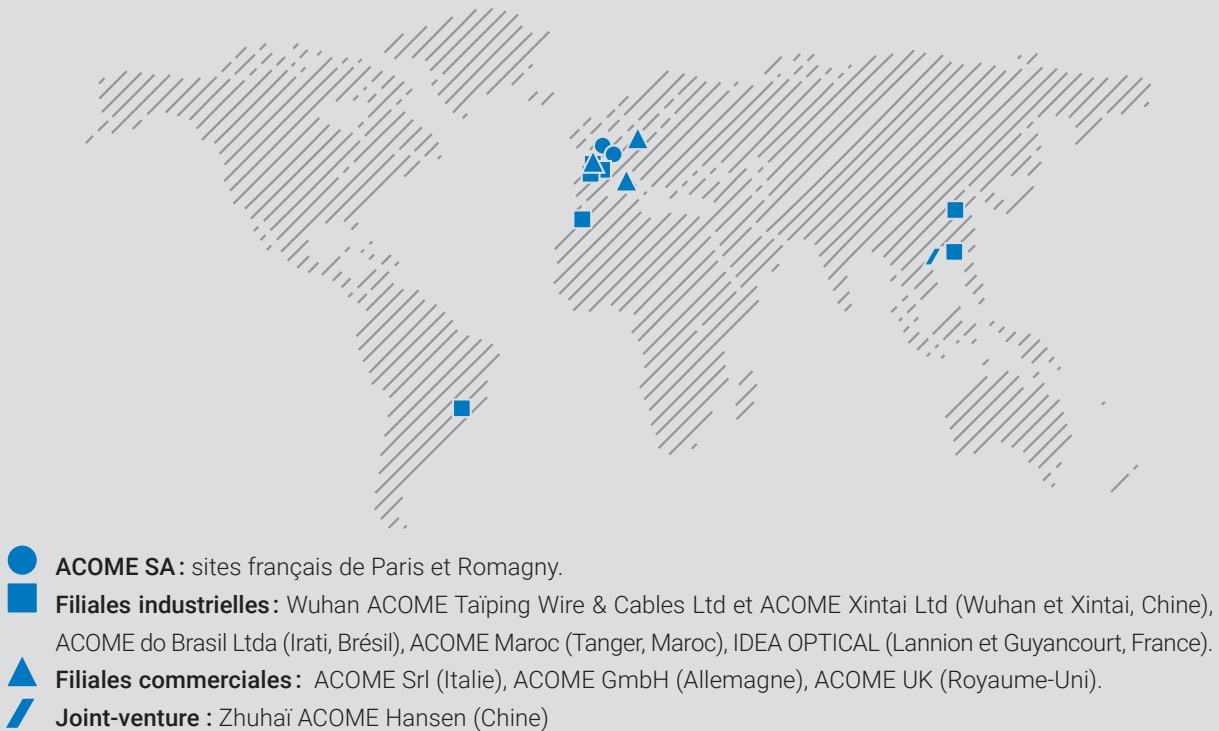 ACOME SA : sites français de Paris et Romagny.
Filiales industrielles : Wuhan ACOME Taïping Wire & Cables Ltd et ACOME Xintai Ltd (Wuhan et Xintai, Chine),
ACOME do Brasil Ltda (Irati, Brésil), ACOME Maroc (Tanger, Maroc), IDEA OPTICAL (Lannion et Guyancourt, France).
Filiales commerciales : ACOME Srl (Italie), ACOME GmbH (Allemagne), ACOME UK (Royaume-Uni).
Joint-venture : Zhuhaï ACOME Hansen (Chine)